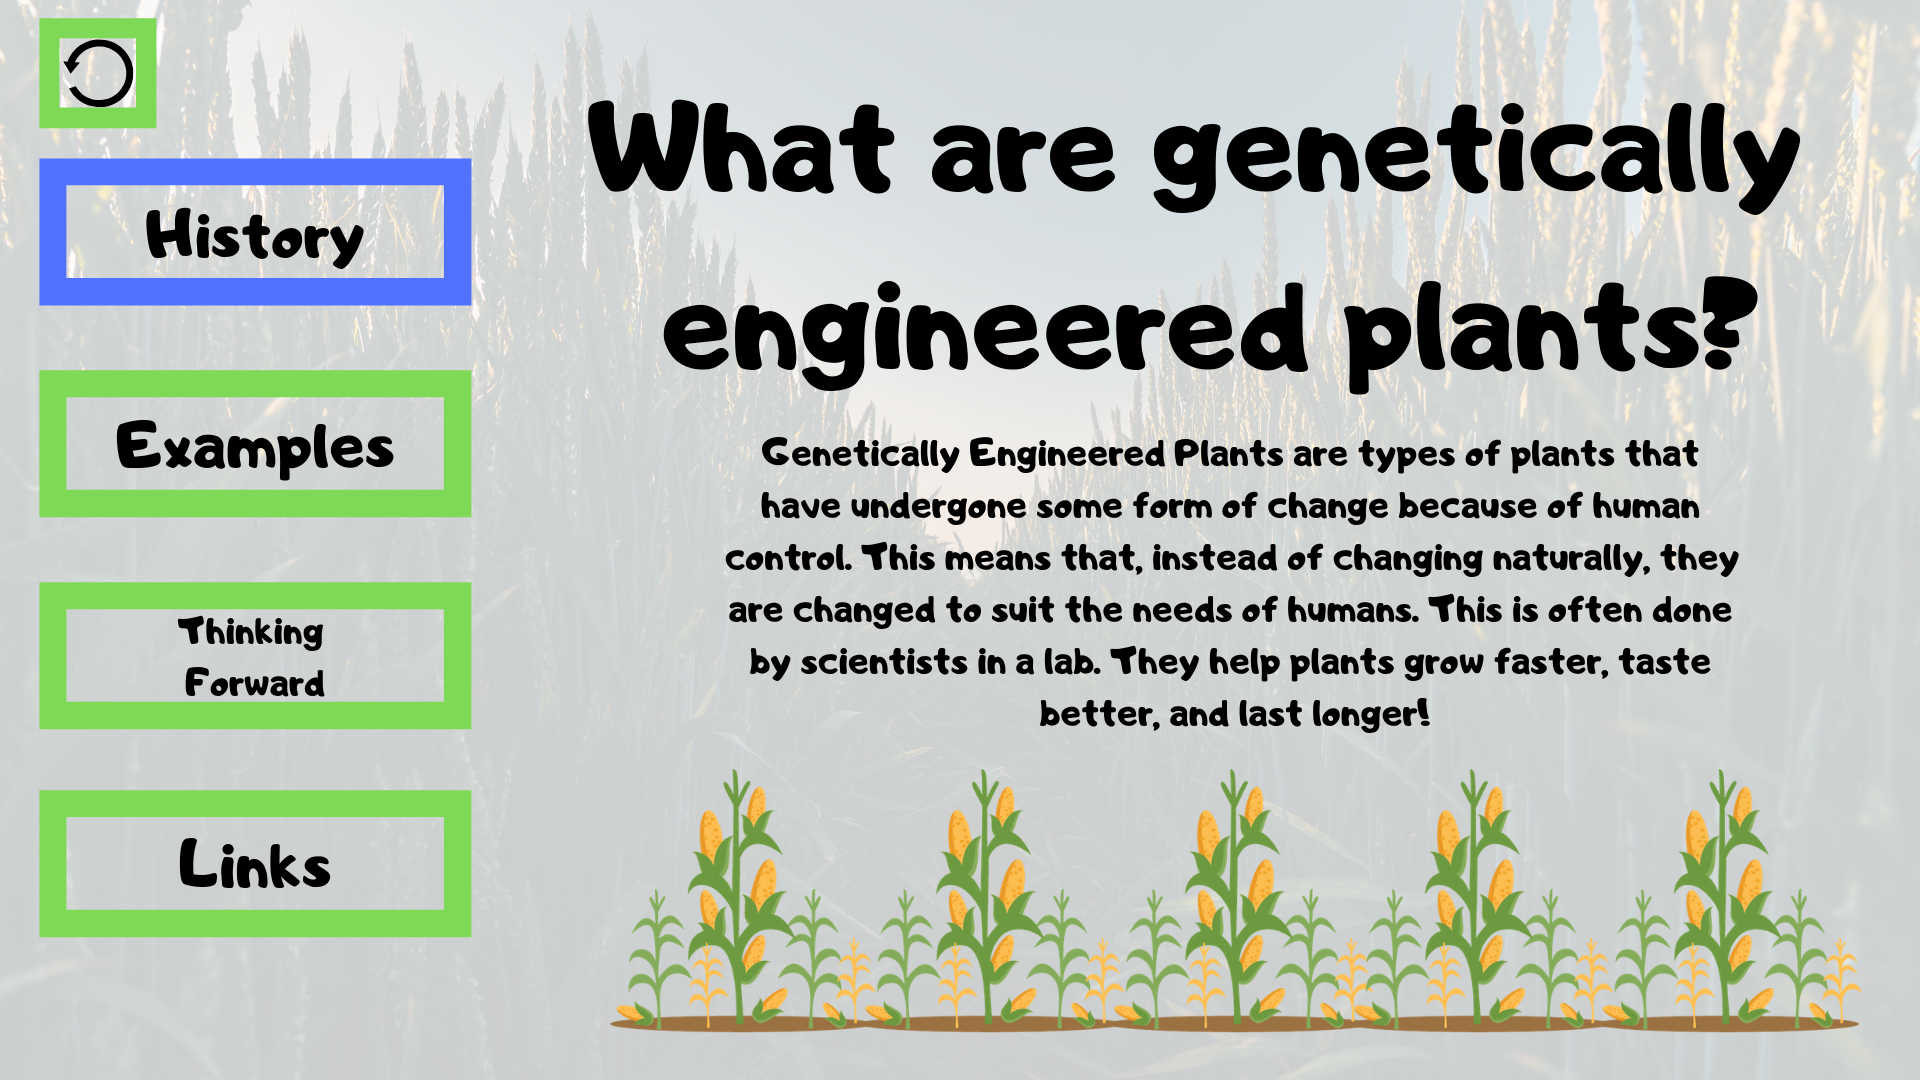 History
Examples
Thinking
Forward
Links
What are genetically
engineered plants?
Genetically Engineered Plants are types of plants that
have undergone some form of change because of human
control. This means that, instead of changing naturally, they
are changed to suit the needs of humans. This is often done
by scientists in a lab. They help plants grow faster, taste
better, and last longer!